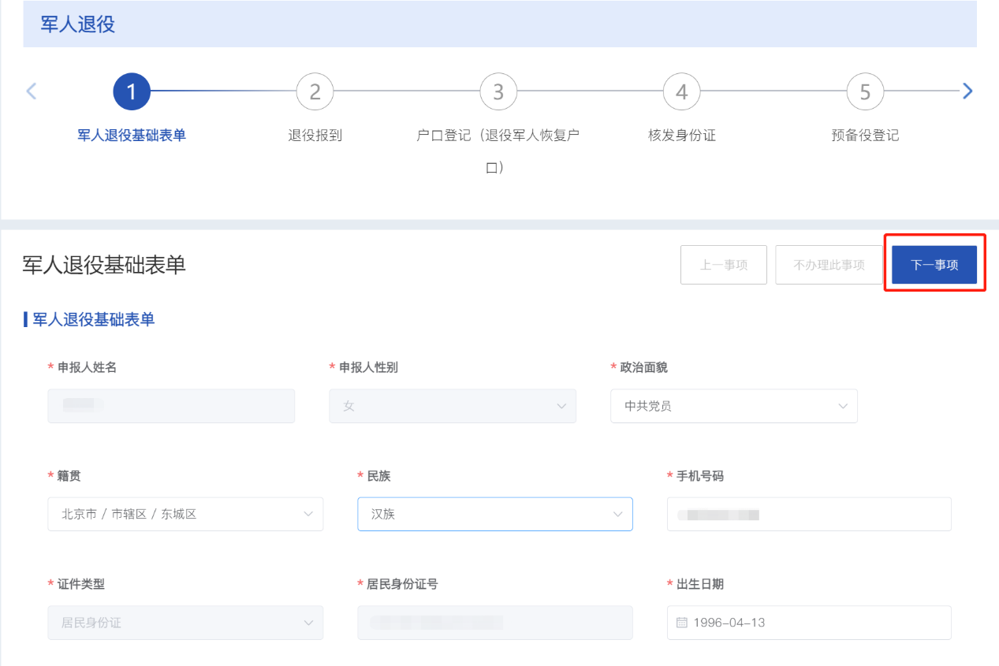 军人退役
1
2
3
4
5
军人退役基础表单
退役报到
户口登记（退役军人恢复户
口）
核发身份证
预备役登记
军人退役基础表单
上一事项
不办理此事项
下一事项
军人退役基础表单
* 申报人姓名
* 申报人性别
* 政治面貌
女
中共党员
* 籍贯
* 民族
* 手机号码
北京市 / 市辖区 / 东城区
汉族
* 证件类型
* 居民身份证号
* 出生日期
居民身份证
1996-04-13